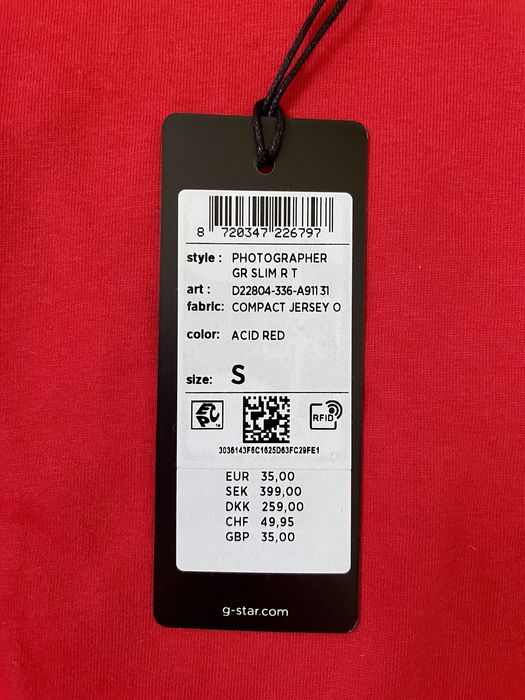 8 720347 226797
style : PHOTOGRAPHER
GR SLIM R T
art : D22804-336-A911 31
fabric: COMPACT JERSEY O
color: ACID RED
size: S
EPC RFID
3036143F6C1625D63FC29FE1
EUR 35,00
SEK 399,00
DKK 259,00
CHF 49,95
GBP 35,00
g-star.com